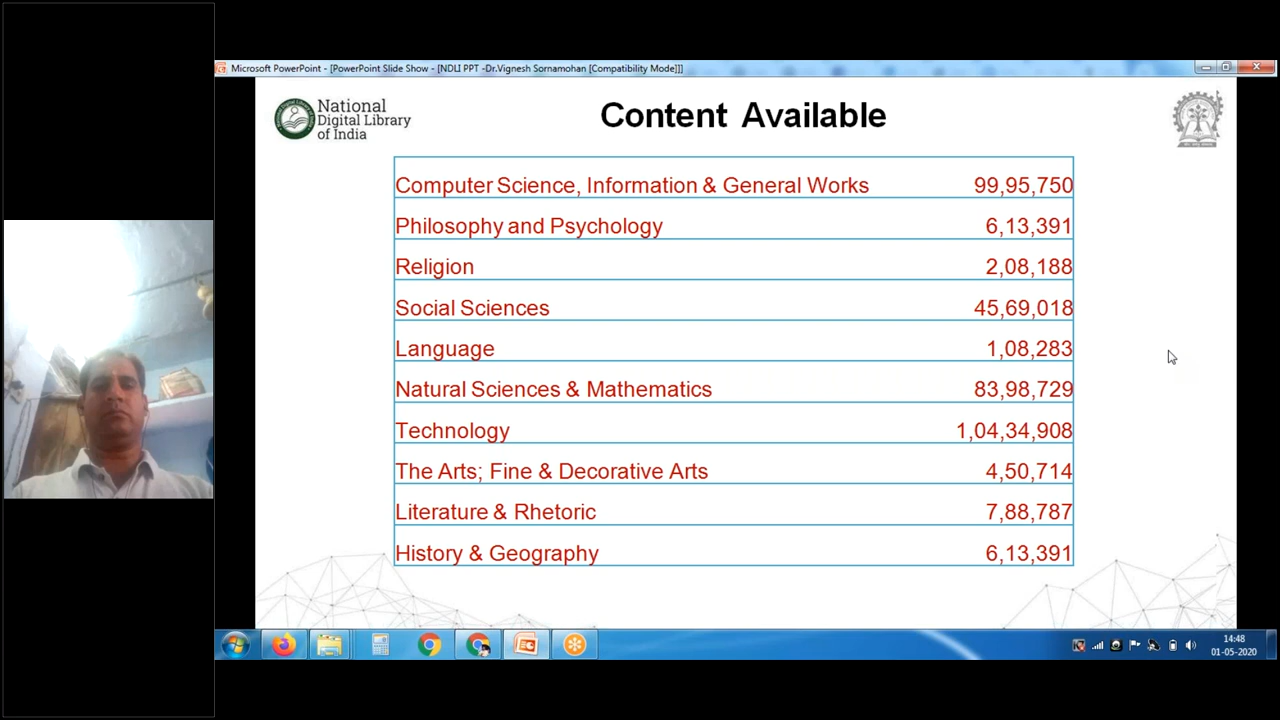 Microsoft PowerPoint - [PowerPoint Slide Show - [NDLI PPT -Dr.Vignesh Sornamohan [Compatibility Mode]]]
National
Digital Library
of India
Content Available
Computer Science, Information & General Works 99,95,750
Philosophy and Psychology 6,13,391
Religion 2,08,188
Social Sciences 45,69,018
Language 1,08,283
Natural Sciences & Mathematics 83,98,729
Technology 1,04,34,908
The Arts; Fine & Decorative Arts 4,50,714
Literature & Rhetoric 7,88,787
History & Geography 6,13,391
14:48
01-05-2020